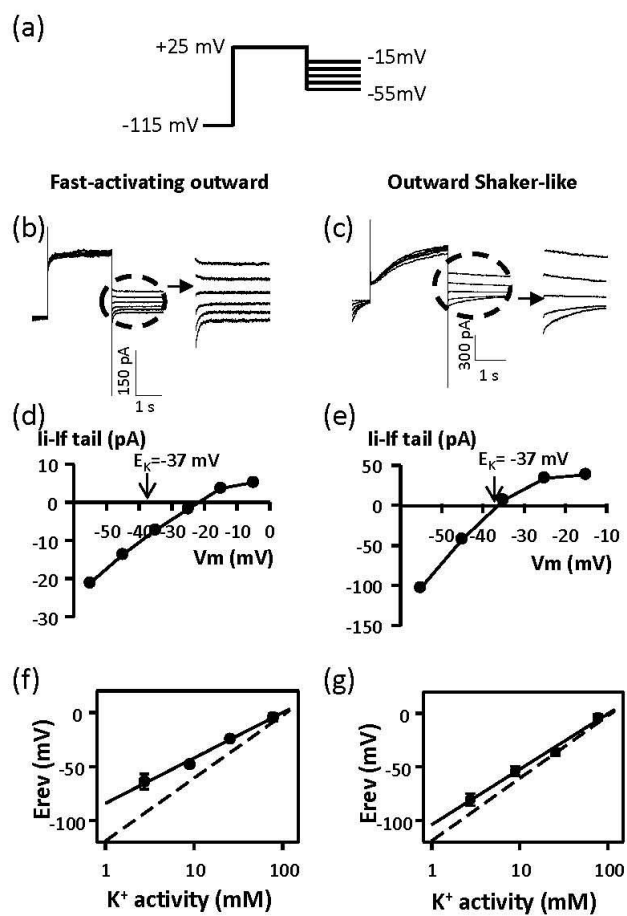 (a)
+25 mV
-15mV
-55mV
-115 mV
Fast-activating outward
Outward Shaker-like
(b)
(c)
150 pA
1 s
300 pA
1 s
(d)
(e)
Ii-If tail (pA)
Ii-If tail (pA)
EK=-37 mV
EK=-37 mV
10
0
-10
-20
-30
-50 -40 -30 -20 -10 0
Vm (mV)
50
0
-50
-100
-150
-50 -40 -30 -20 -10
Vm (mV)
(f)
(g)
Erev (mV)
0
-50
-100
1 10 100
K+ activity (mM)
Erev (mV)
0
-50
-100
1 10 100
K+ activity (mM)